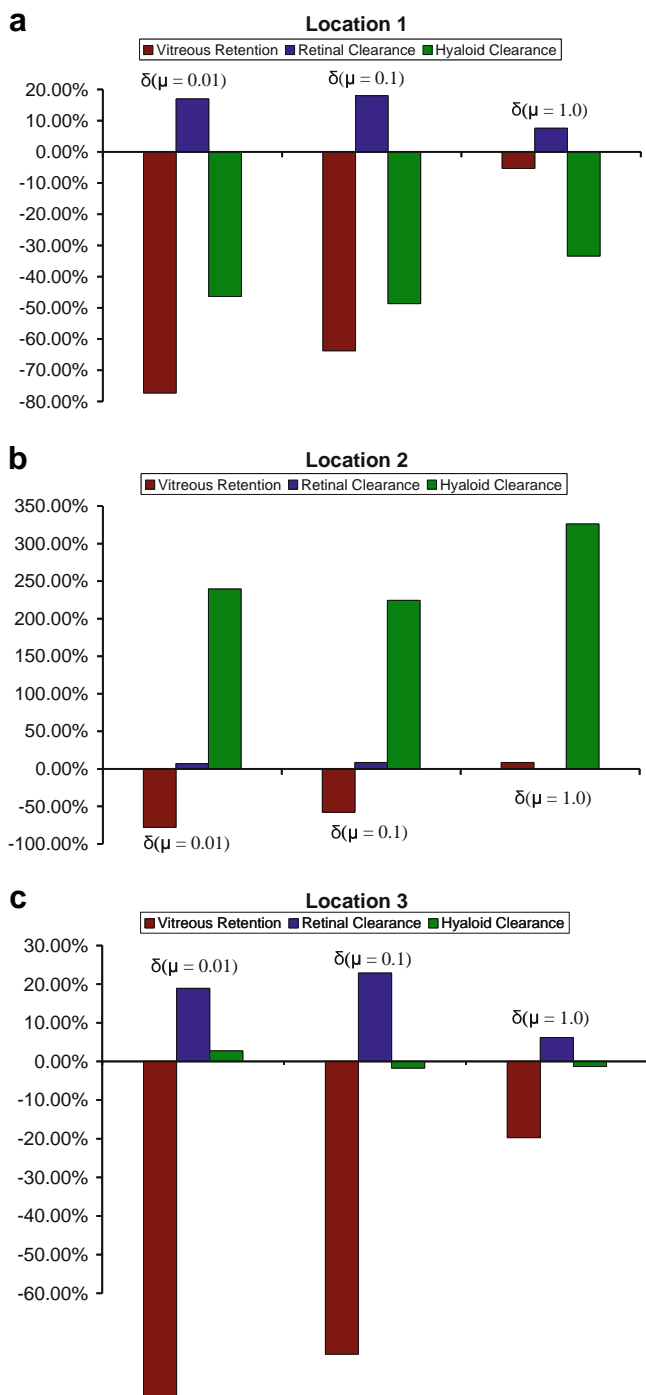 a
Location 1
Vitreous Retention Retinal Clearance Hyaloid Clearance
20.00%
10.00%
0.00%
-10.00%
-20.00%
-30.00%
-40.00%
-50.00%
-60.00%
-70.00%
-80.00%
δ(μ = 0.01)
δ(μ = 0.1)
δ(μ = 1.0)
b
Location 2
Vitreous Retention Retinal Clearance Hyaloid Clearance
350.00%
300.00%
250.00%
200.00%
150.00%
100.00%
50.00%
0.00%
-50.00%
-100.00%
δ(μ = 0.01)
δ(μ = 0.1)
δ(μ = 1.0)
c
Location 3
Vitreous Retention Retinal Clearance Hyaloid Clearance
30.00%
20.00%
10.00%
0.00%
-10.00%
-20.00%
-30.00%
-40.00%
-50.00%
-60.00%
δ(μ = 0.01)
δ(μ = 0.1)
δ(μ = 1.0)